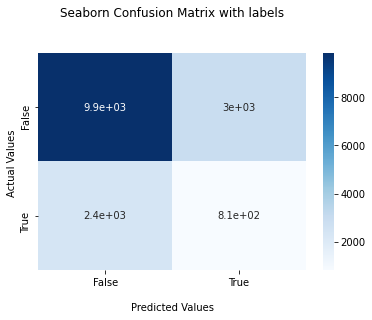 Seaborn Confusion Matrix with labels
9.9e+03 3e+03
2.4e+03 8.1e+02
False
True
Actual Values
False True
Predicted Values
8000
6000
4000
2000